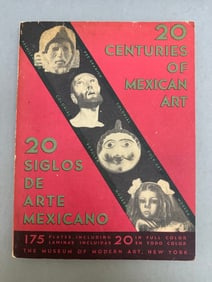 20
CENTURIES
OF
MEXICAN
ART
20
SIGLOS
DE
ARTE
MEXICANO
175 PLATES INCLUDING 20 IN FULL COLOR
LAMINAS INCLUIDAS EN TODO COLOR
THE MUSEUM OF MODERN ART, NEW YORK